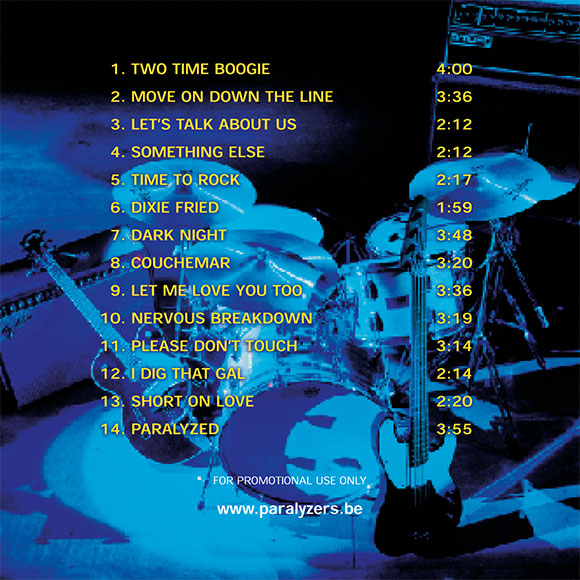 1. TWO TIME BOOGIE 4:00
2. MOVE ON DOWN THE LINE 3:36
3. LET'S TALK ABOUT US 2:12
4. SOMETHING ELSE 2:12
5. TIME TO ROCK 2:17
6. DIXIE FRIED 1:59
7. DARK NIGHT 3:48
8. COUCHEMAR 3:20
9. LET ME LOVE YOU TOO 3:36
10. NERVOUS BREAKDOWN 3:19
11. PLEASE DON'T TOUCH 3:14
12. I DIG THAT GAL 2:14
13. SHORT ON LOVE 2:20
14. PARALYZED 3:55
FOR PROMOTIONAL USE ONLY
www.paralyzers.be